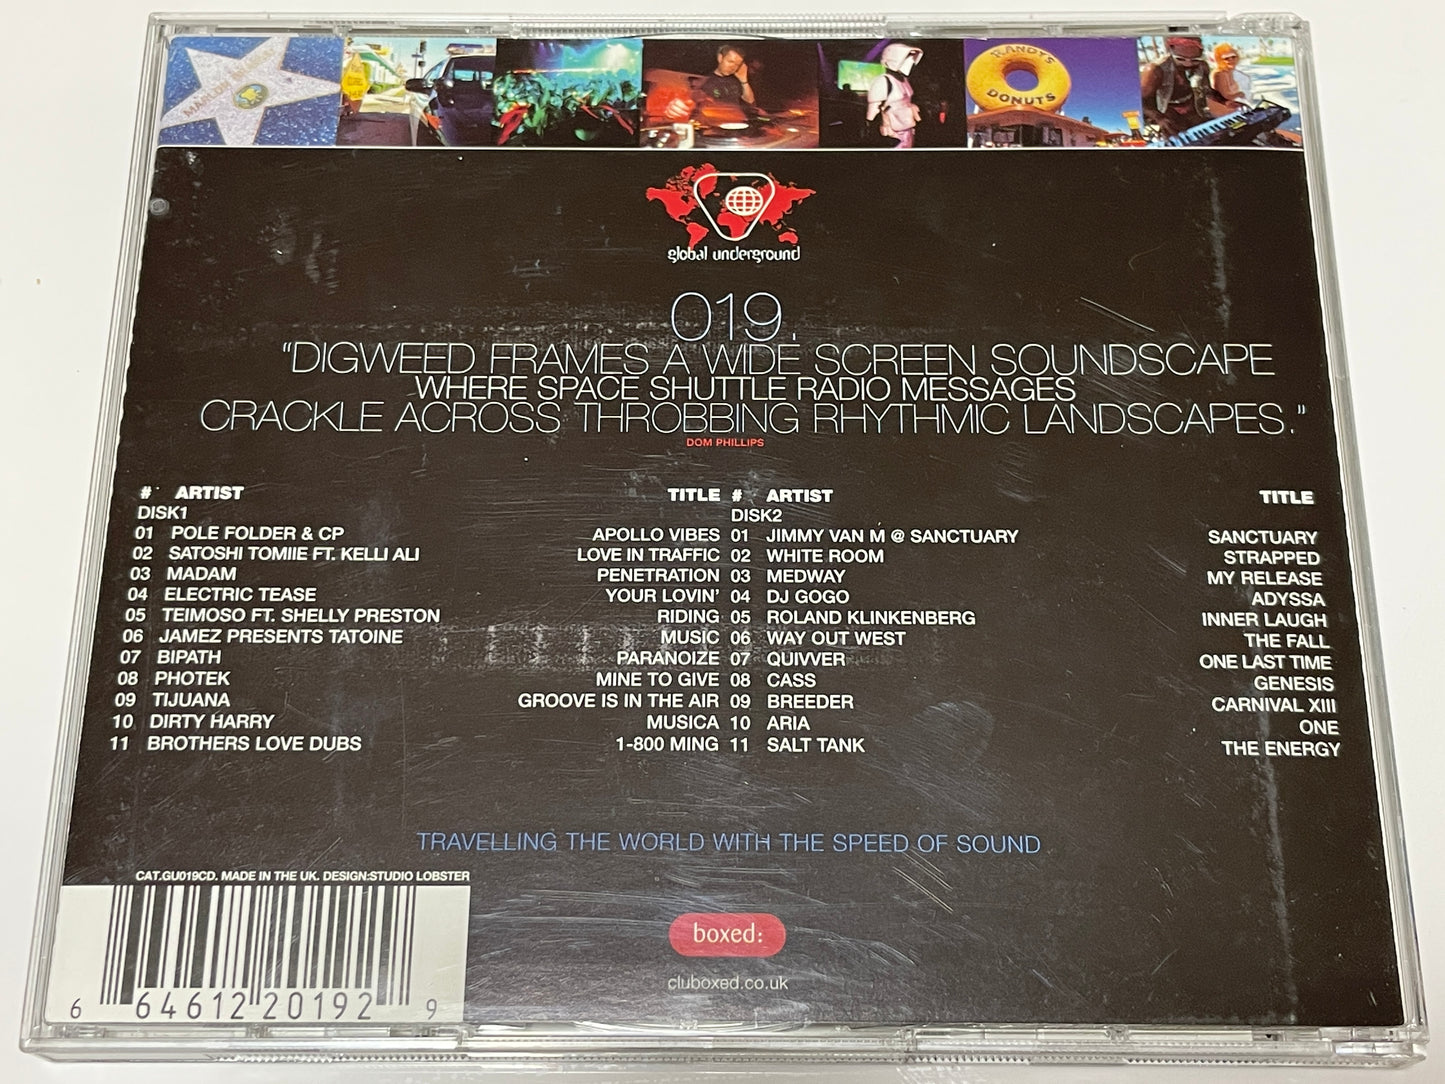 RANDY'S
DONUTS
global underground
019.
"DIGWEED FRAMES A WIDE SCREEN SOUNDSCAPE
WHERE SPACE SHUTTLE RADIO MESSAGES
CRACKLE ACROSS THROBBING RHYTHMIC LANDSCAPES."
DOM PHILLIPS
# ARTIST TITLE
DISK1
01 POLE FOLDER & CP APOLLO VIBES
02 SATOSHI TOMIIE FT. KELLI ALI LOVE IN TRAFFIC
03 MADAM PENETRATION
04 ELECTRIC TEASE YOUR LOVIN'
05 TEIMOSO FT. SHELLY PRESTON RIDING
06 JAMEZ PRESENTS TATOINE MUSIC
07 BIPATH PARANOIZE
08 PHOTEK MINE TO GIVE
09 TIJUANA GROOVE IS IN THE AIR
10 DIRTY HARRY MUSICA
11 BROTHERS LOVE DUBS 1-800 MING
# ARTIST TITLE
DISK2
01 JIMMY VAN M @ SANCTUARY SANCTUARY
02 WHITE ROOM STRAPPED
03 MEDWAY MY RELEASE
04 DJ GOGO ADYSSA
05 ROLAND KLINKENBERG INNER LAUGH
06 WAY OUT WEST THE FALL
07 QUIVVER ONE LAST TIME
08 CASS GENESIS
09 BREEDER CARNIVAL XIII
10 ARIA ONE
11 SALT TANK THE ENERGY
TRAVELLING THE WORLD WITH THE SPEED OF SOUND
CAT.GU019CD. MADE IN THE UK. DESIGN:STUDIO LOBSTER
6 64612 20192 9
boxed:
cluboxed.co.uk